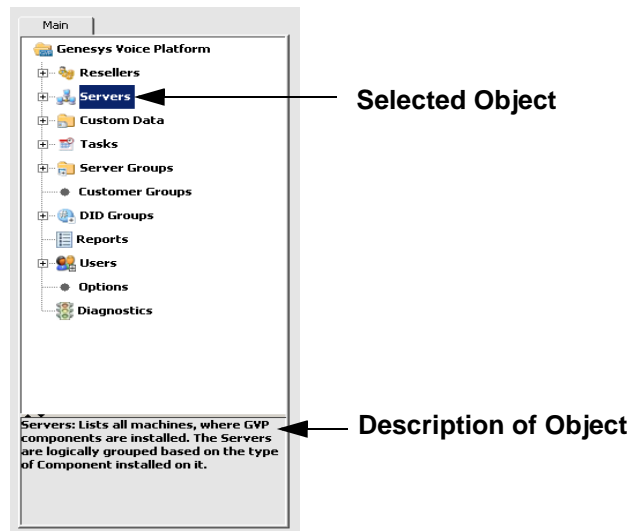 Main
Genesys Voice Platform
Resellers
Servers
Selected Object
Custom Data
Tasks
Server Groups
Customer Groups
DID Groups
Reports
Users
Options
Diagnostics
Servers: Lists all machines, where GVP
components are installed. The Servers
are logically grouped based on the type
of Component installed on it.
Description of Object